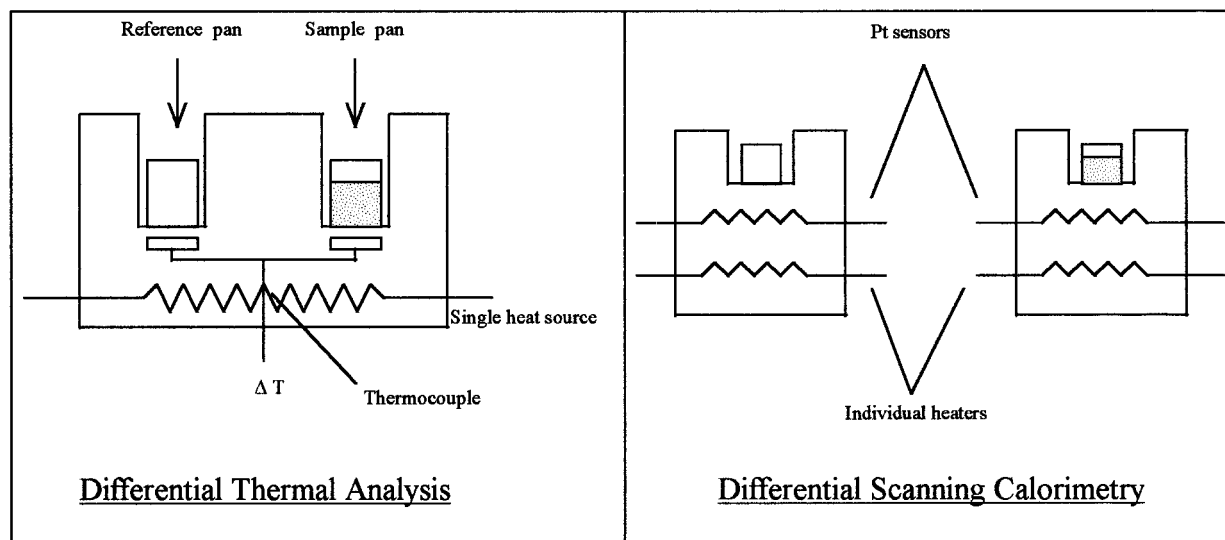 Reference pan
Sample pan
Single heat source
Δ T
Thermocouple
Differential Thermal Analysis
Pt sensors
Individual heaters
Differential Scanning Calorimetry